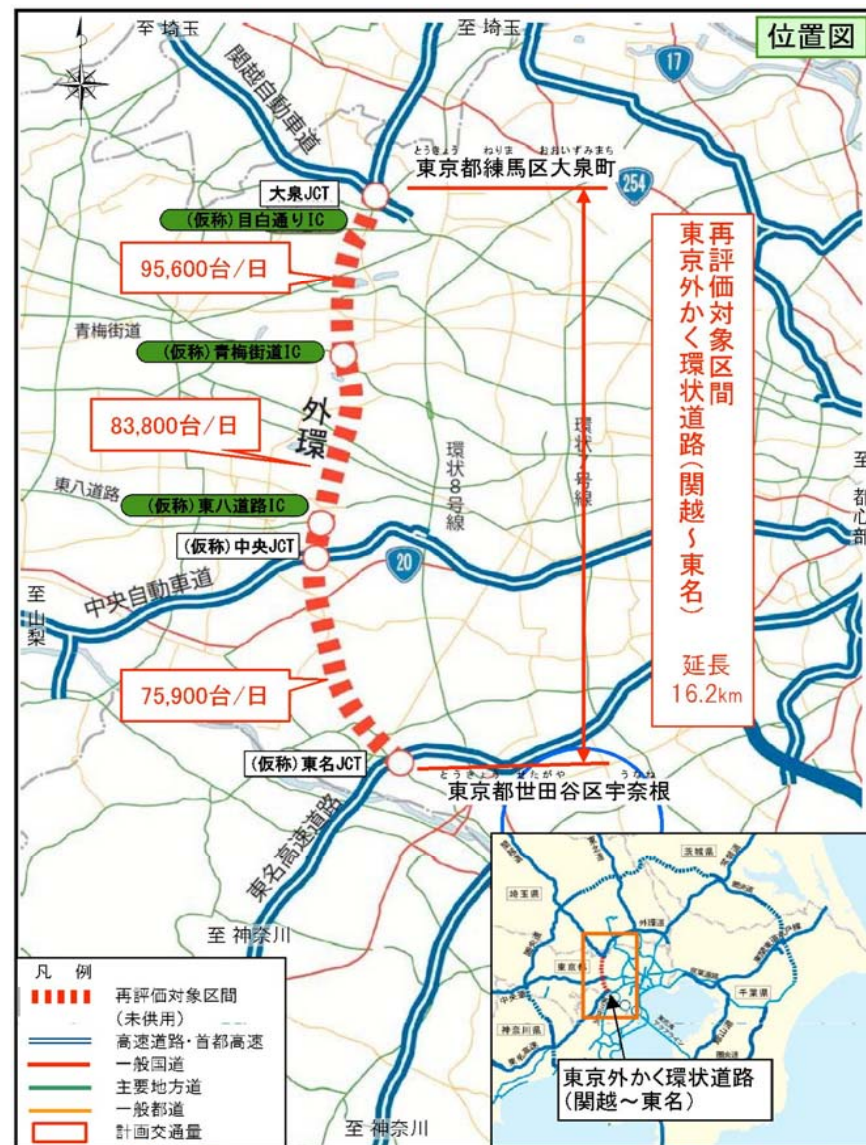 位置図
至 埼玉
至 埼玉
関越自動車道
17
とうきょう ねりま おおいずみまち
東京都練馬区大泉町
254
大泉JCT
(仮称)目白通りIC
95,600台/日
再評価対象区間
東京外かく環状道路(関越~東名)
延長
16.2km
青梅街道
(仮称)青梅街道IC
外環
83,800台/日
環状8号線
東八道路
(仮称)東八道路IC
(仮称)中央JCT
20
至 都心部
至 山梨
中央自動車道
75,900台/日
(仮称)東名JCT
とうきょう せたがや うなね
東京都世田谷区宇奈根
東名高速道路
至 神奈川
至 神奈川
凡 例
再評価対象区間
(未供用)
高速道路・首都高速
一般国道
主要地方道
一般都道
計画交通量
茨城県
埼玉県
外環道
東京都
千葉県
神奈川県
東名高速
東京外かく環状道路
(関越~東名)